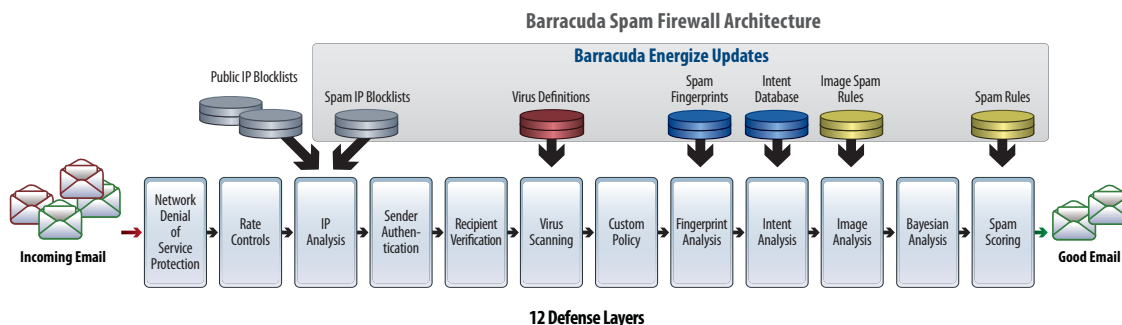 Barracuda Spam Firewall Architecture
Barracuda Energize Updates
Public IP Blocklists
Spam IP Blocklists
Virus Definitions
Spam
Fingerprints
Intent
Database
Image Spam
Rules
Spam Rules
Incoming Email
Network
Denial
of
Service
Protection
Rate
Controls
IP
Analysis
Sender
Authen-
tication
Recipient
Verification
Virus
Scanning
Custom
Policy
Fingerprint
Analysis
Intent
Analysis
Image
Analysis
Bayesian
Analysis
Spam
Scoring
Good Email
12 Defense Layers